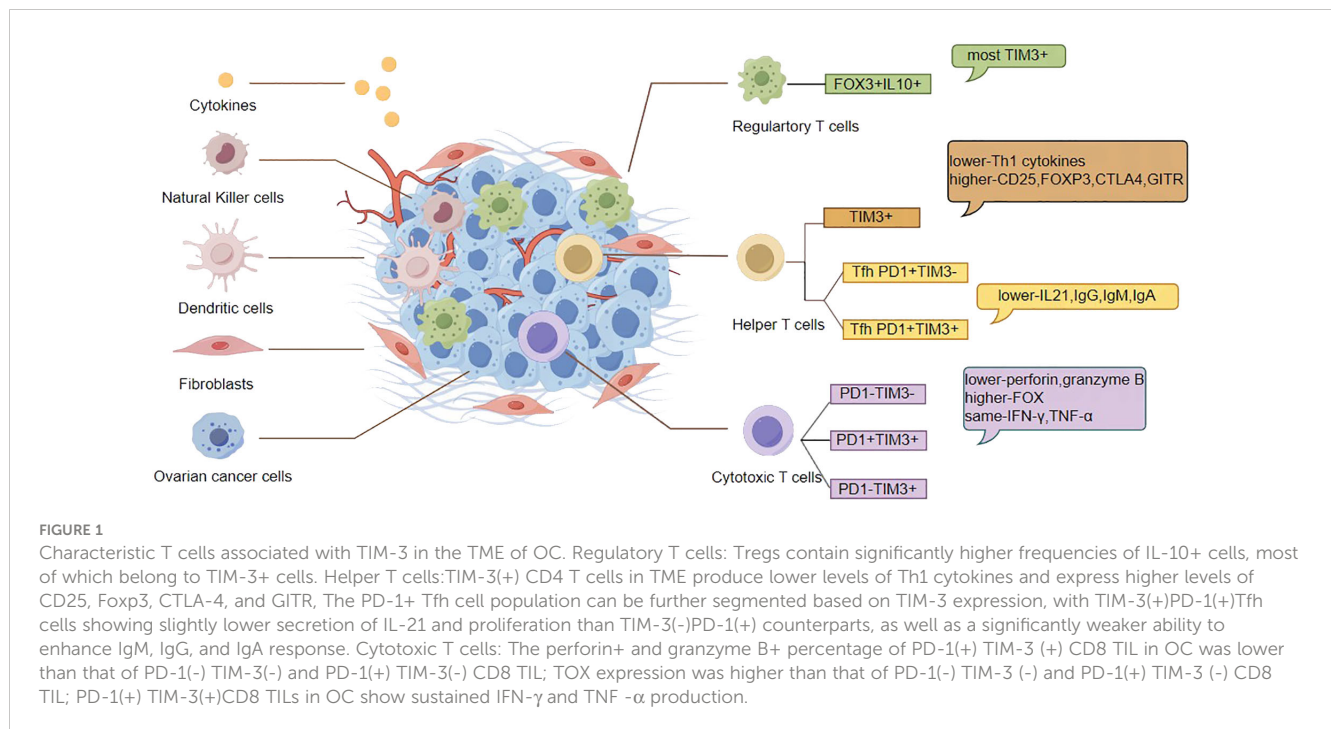 Cytokines
Natural Killer cells
Dendritic cells
Fibroblasts
Ovarian cancer cells
most TIM3+
FOX3+IL10+
Regulartory T cells
lower-Th1 cytokines
higher-CD25,FOXP3,CTLA4,GITR
TIM3+
Tfh PD1+TIM3-
lower-IL21,IgG,IgM,IgA
Helper T cells
Tfh PD1+TIM3+
lower-perforin,granzyme B
higher-FOX
same-IFN-γ,TNF-α
PD1-TIM3-
PD1+TIM3+
Cytotoxic T cells
PD1-TIM3+
FIGURE 1
Characteristic T cells associated with TIM-3 in the TME of OC. Regulatory T cells: Tregs contain significantly higher frequencies of IL-10+ cells, most
of which belong to TIM-3+ cells. Helper T cells:TIM-3(+) CD4 T cells in TME produce lower levels of Th1 cytokines and express higher levels of
CD25, Foxp3, CTLA-4, and GITR, The PD-1+ Tfh cell population can be further segmented based on TIM-3 expression, with TIM-3(+)PD-1(+)Tfh
cells showing slightly lower secretion of IL-21 and proliferation than TIM-3(-)PD-1(+) counterparts, as well as a significantly weaker ability to
enhance IgM, IgG, and IgA response. Cytotoxic T cells: The perforin+ and granzyme B+ percentage of PD-1(+) TIM-3 (+) CD8 TIL in OC was lower
than that of PD-1(-) TIM-3(-) and PD-1(+) TIM-3(-) CD8 TIL; TOX expression was higher than that of PD-1(-) TIM-3 (-) and PD-1(+) TIM-3 (-) CD8
TIL; PD-1(+) TIM-3(+)CD8 TILs in OC show sustained IFN-γ and TNF -α production.